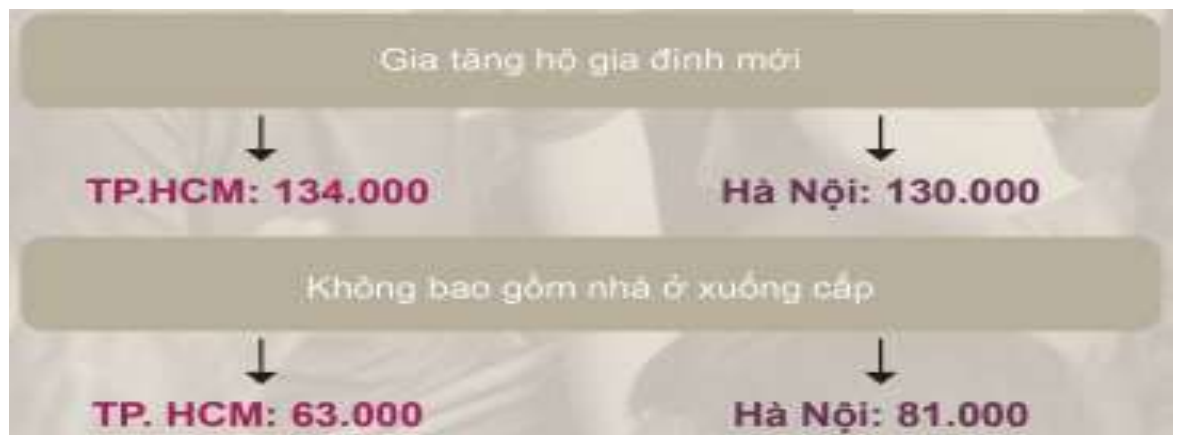 Gia tăng hộ gia đình mới
TP.HCM: 134.000
Hà Nội: 130.000
Không bao gồm nhà ở xuống cấp
TP. HCM: 63.000
Hà Nội: 81.000